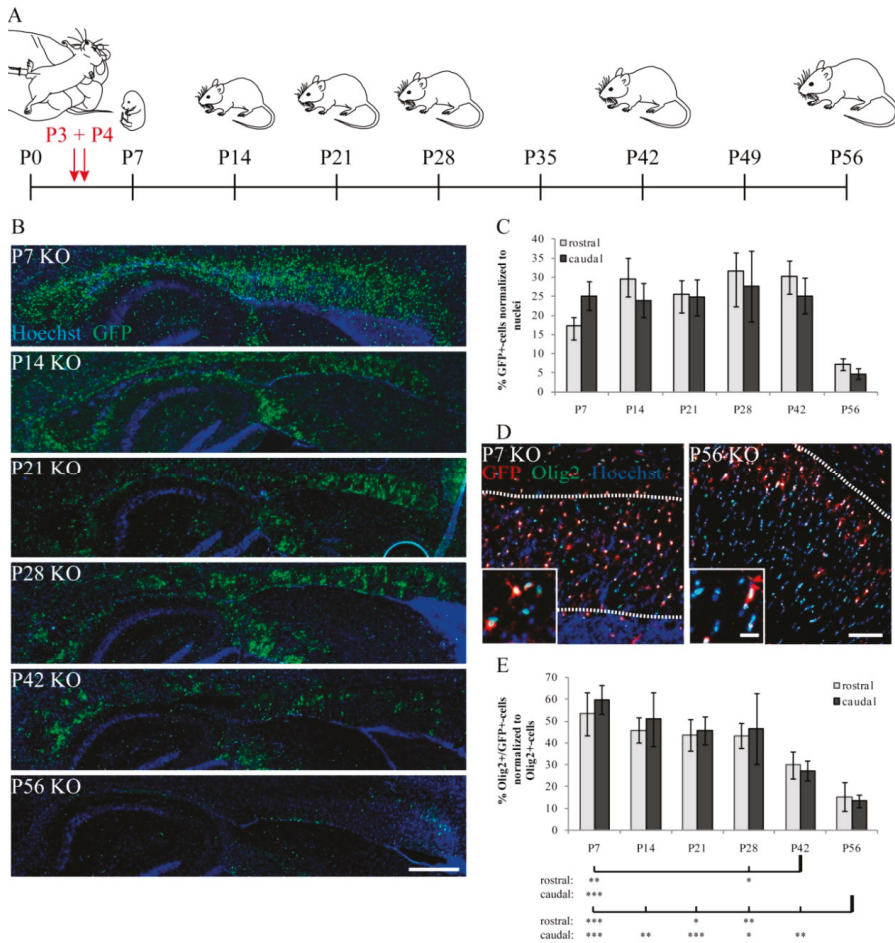 A
P3 + P4
P0 P7 P14 P21 P28 P35 P42 P49 P56
B
P7 KO
Hoechst GFP
P14 KO
P21 KO
P28 KO
P42 KO
P56 KO
C
% GFP+-cells normalized to
nuclei
40
35
30
25
20
15
10
5
0
rostral
caudal
P7 P14 P21 P28 P42 P56
D
P7 KO
GFP Olig2 Hoechst
P56 KO
E
% Olig2+/GFP+-cells
normalized to
Olig2+-cells
70
60
50
40
30
20
10
0
rostral
caudal
P7 P14 P21 P28 P42 P56
rostral: ** *
caudal: ***
rostral: *** * **
caudal: *** ** *** * **